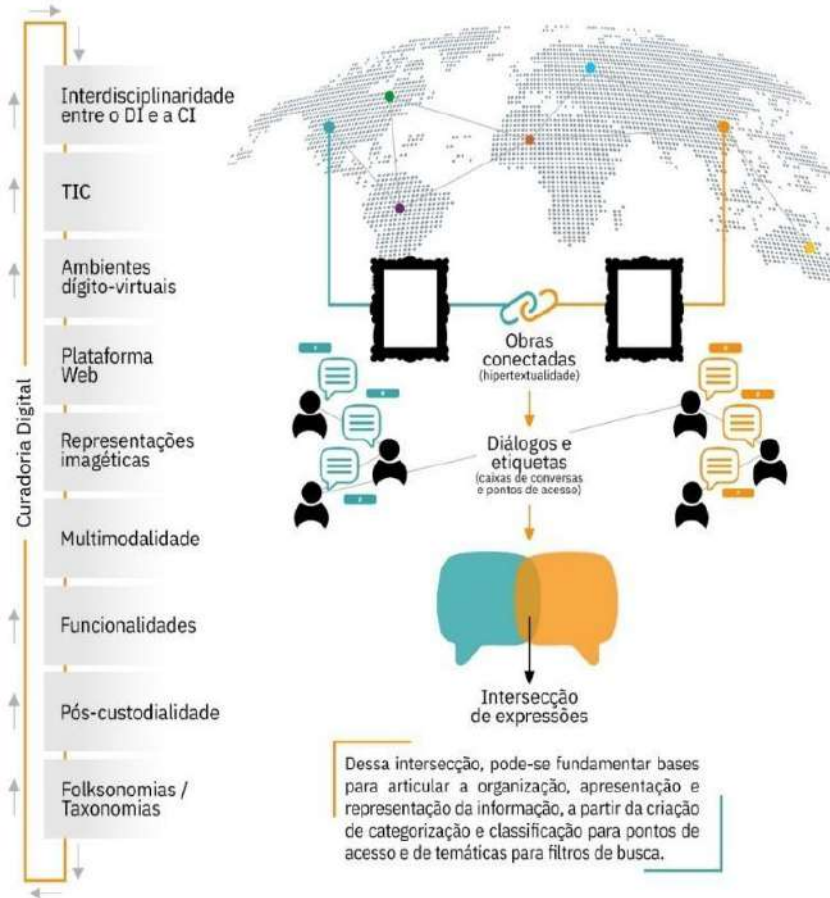 Curadoria Digital
Interdisciplinaridade
entre o DI e a CI
TIC
Ambientes
dígito-virtuais
Plataforma
Web
Representações
imagéticas
Multimodalidade
Funcionalidades
Pós-custodialidade
Folksonomias /
Taxonomias
Obras
conectadas
(hipertextualidade)
Diálogos e
etiquetas
(caixas de conversas
e pontos de acesso)
Intersecção
de expressões
Dessa intersecção, pode-se fundamentar bases
para articular a organização, apresentação e
representação da informação, a partir da criação
de categorização e classificação para pontos de
acesso e de temáticas para filtros de busca.